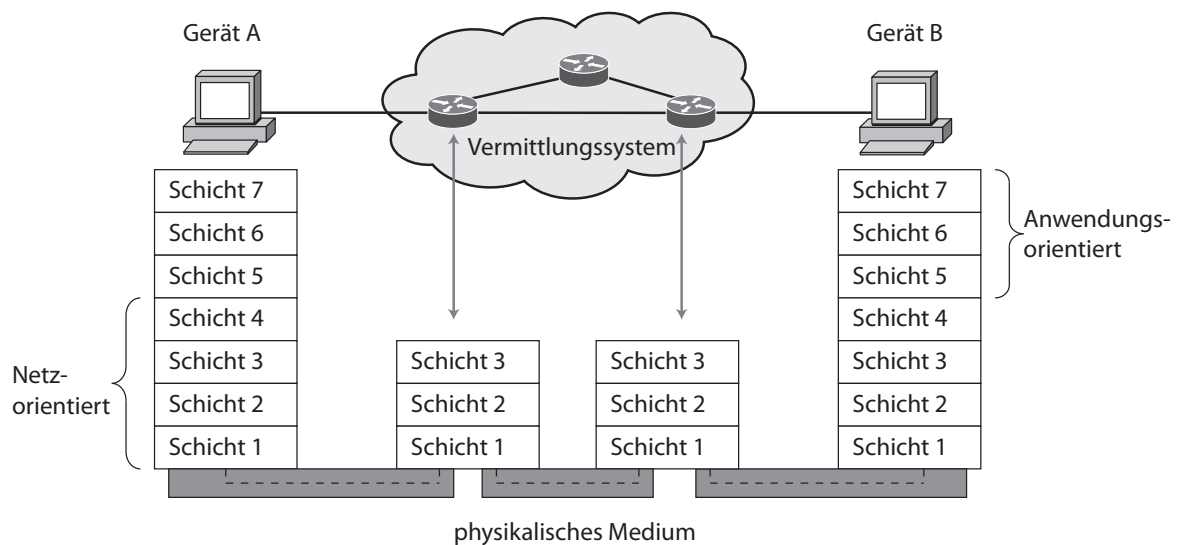 Gerät A
Gerät B
Vermittlungssystem
Schicht 7
Schicht 6
Schicht 5
Schicht 4
Schicht 3
Schicht 2
Schicht 1
Netz-
orientiert
Schicht 3
Schicht 2
Schicht 1
Schicht 3
Schicht 2
Schicht 1
Schicht 7
Schicht 6
Schicht 5
Schicht 4
Schicht 3
Schicht 2
Schicht 1
Anwendungs-
orientiert
physikalisches Medium